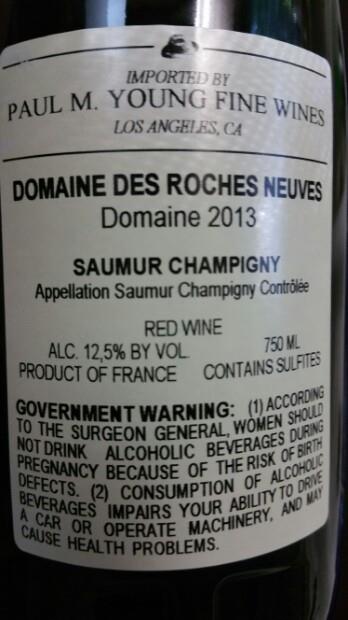 IMPORTED BY
PAUL M. YOUNG FINE WINES
LOS ANGELES, CA
DOMAINE DES ROCHES NEUVES
Domaine 2013
SAUMUR CHAMPIGNY
Appellation Saumur Champigny Contrôlée
RED WINE
ALC. 12,5% BY VOL. 750 ML
PRODUCT OF FRANCE CONTAINS SULFITES
GOVERNMENT WARNING: (1) ACCORDING
TO THE SURGEON GENERAL, WOMEN SHOULD
NOT DRINK ALCOHOLIC BEVERAGES DURING
PREGNANCY BECAUSE OF THE RISK OF BIRTH
DEFECTS. (2) CONSUMPTION OF ALCOHOLIC
BEVERAGES IMPAIRS YOUR ABILITY TO DRIVE
A CAR OR OPERATE MACHINERY, AND MAY
CAUSE HEALTH PROBLEMS.